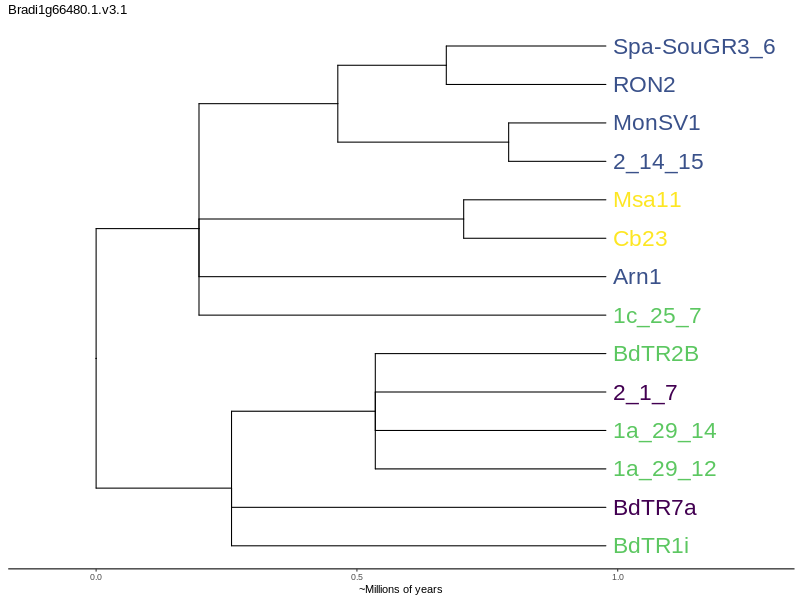 Bradi1g66480.1.v3.1
Spa-SouGR3_6
RON2
MonSV1
2_14_15
Msa11
Cb23
Arn1
1c_25_7
BdTR2B
2_1_7
1a_29_14
1a_29_12
BdTR7a
BdTR1i
0.0 0.5 1.0
~Millions of years